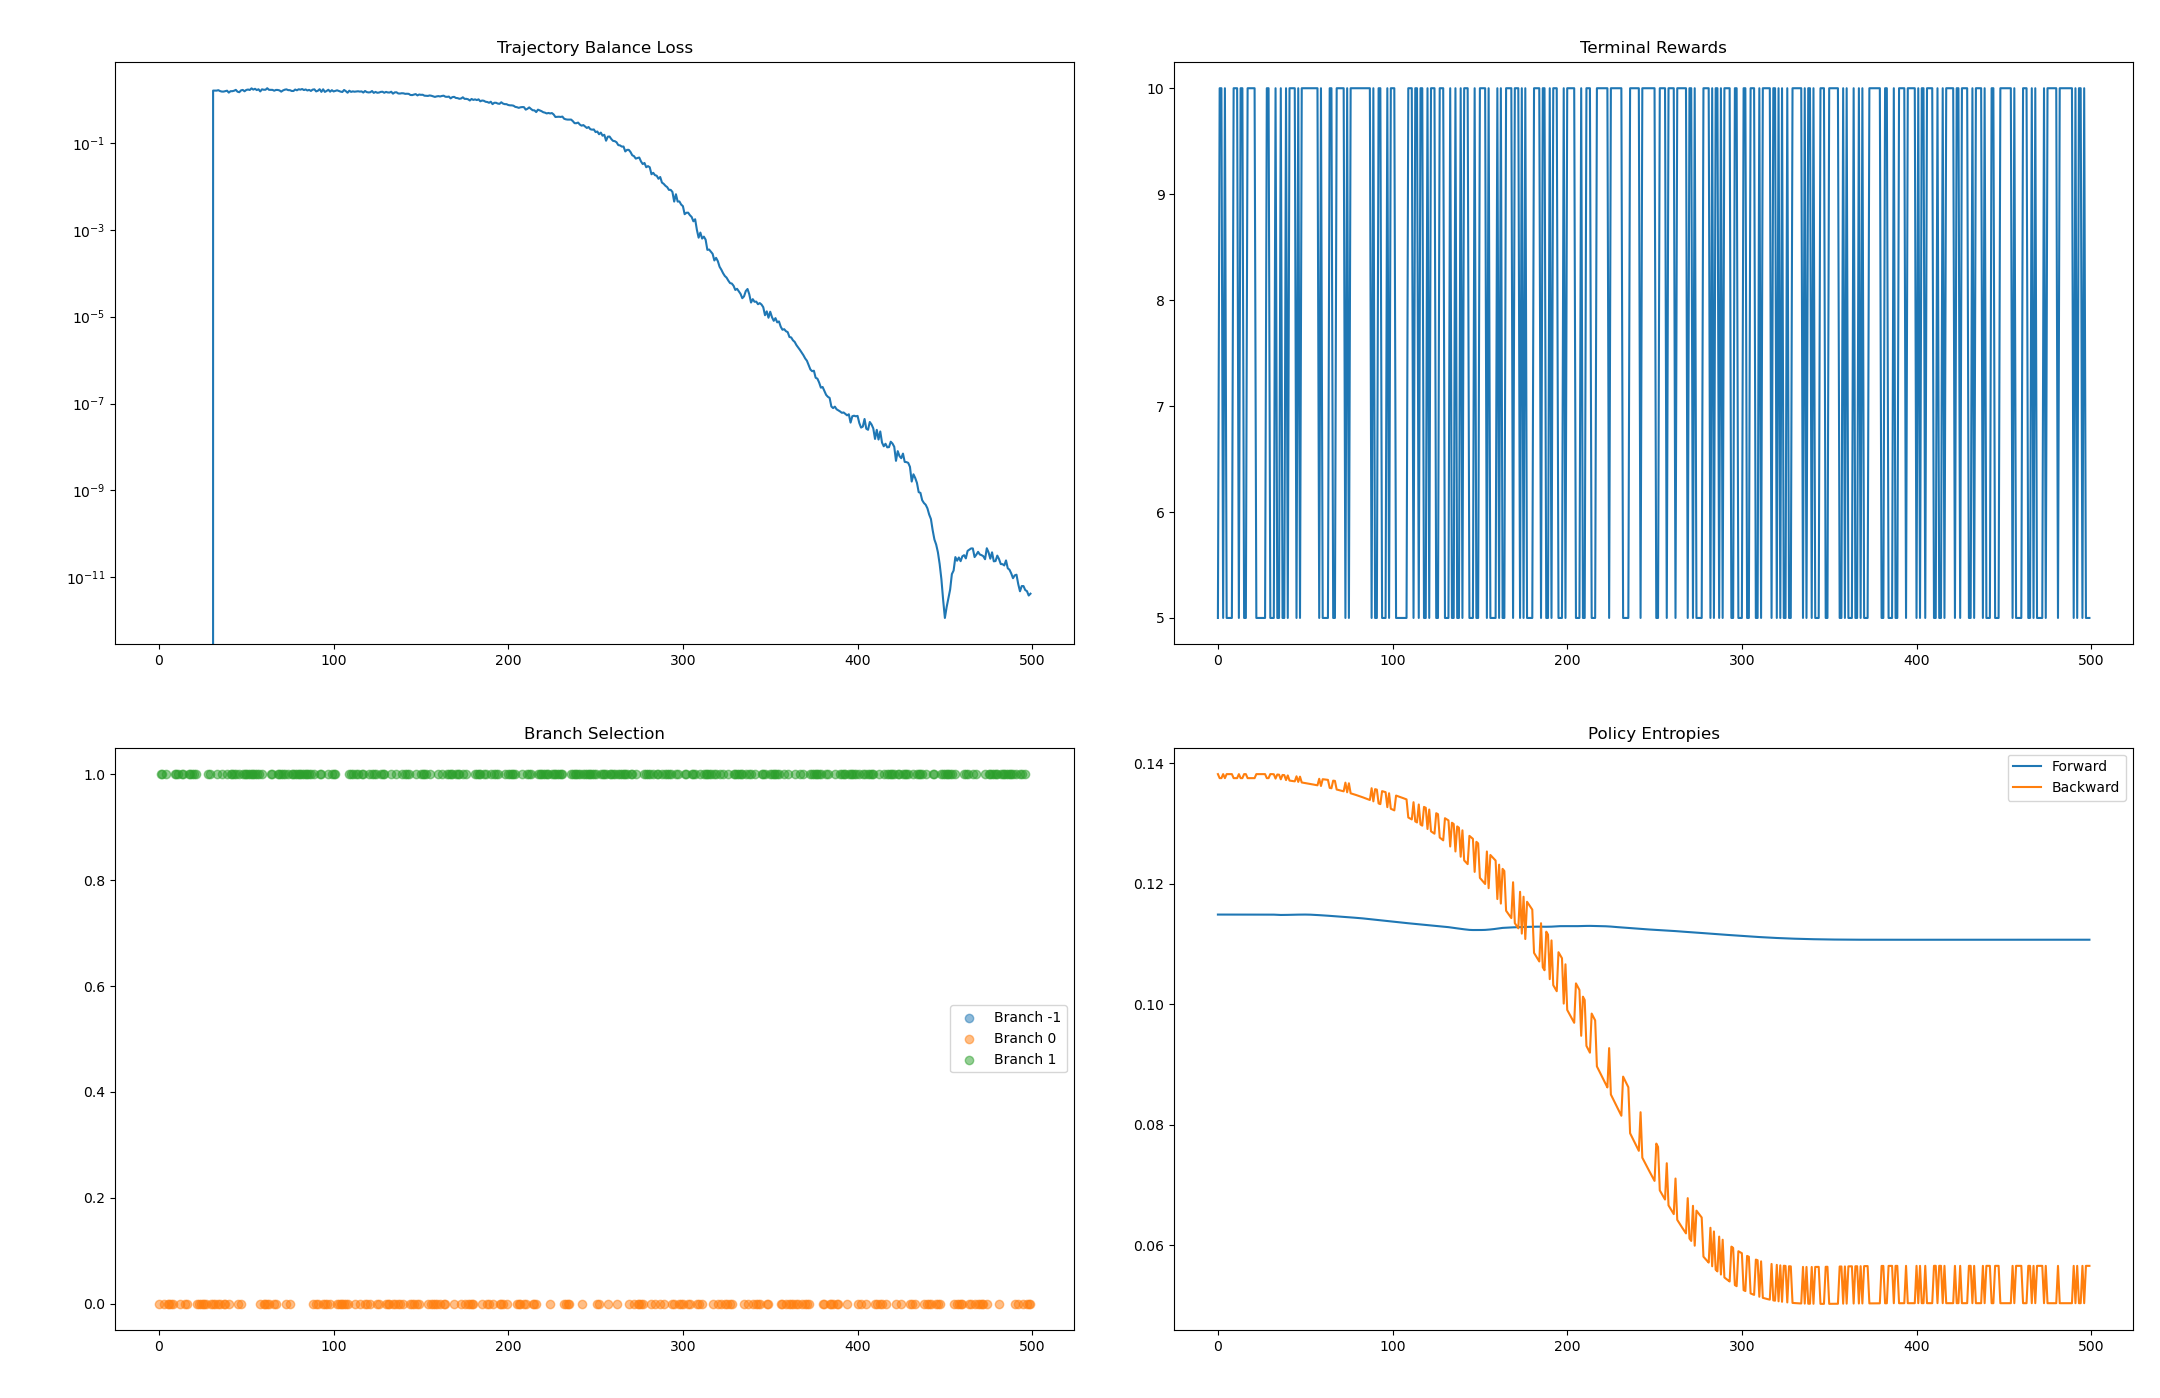 Trajectory Balance Loss
10⁻¹
10⁻³
10⁻⁵
10⁻⁷
10⁻⁹
10⁻¹¹
0 100 200 300 400 500
Terminal Rewards
10
9
8
7
6
5
0 100 200 300 400 500
Branch Selection
1.0
0.8
0.6
0.4
0.2
0.0
Branch -1
Branch 0
Branch 1
0 100 200 300 400 500
Policy Entropies
0.14
0.12
0.10
0.08
0.06
Forward
Backward
0 100 200 300 400 500